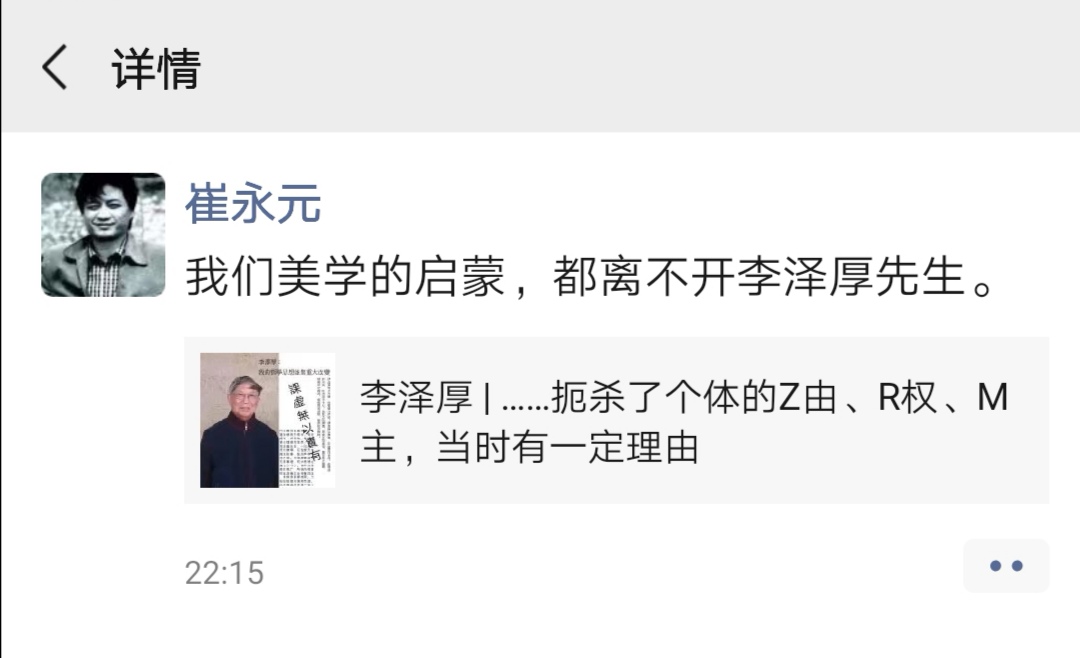 详情
崔永元
我们美学的启蒙，都离不开李泽厚先生。
李泽厚 | ……扼杀了个体的Z由、R权、M
主，当时有一定理由
22:15